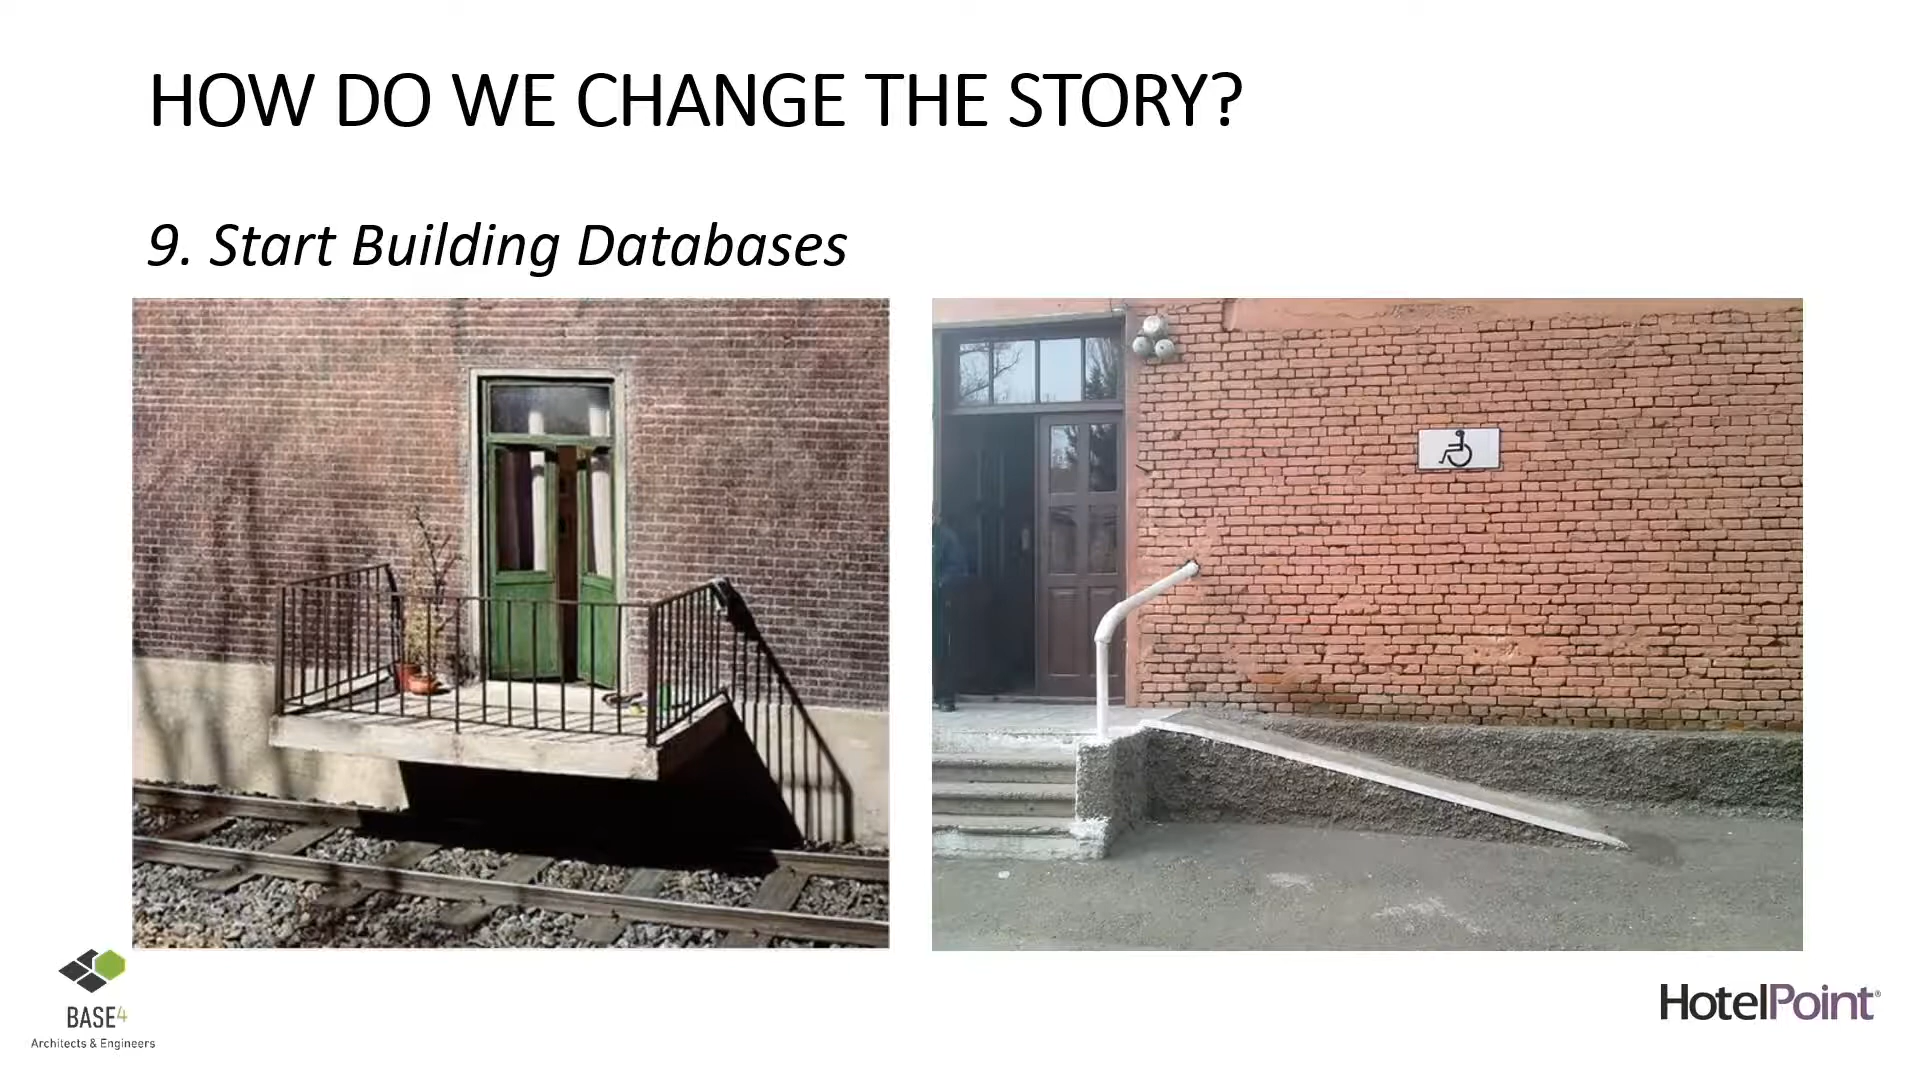 HOW DO WE CHANGE THE STORY?
9. Start Building Databases
BASE4
Architects & Engineers
HotelPoint®